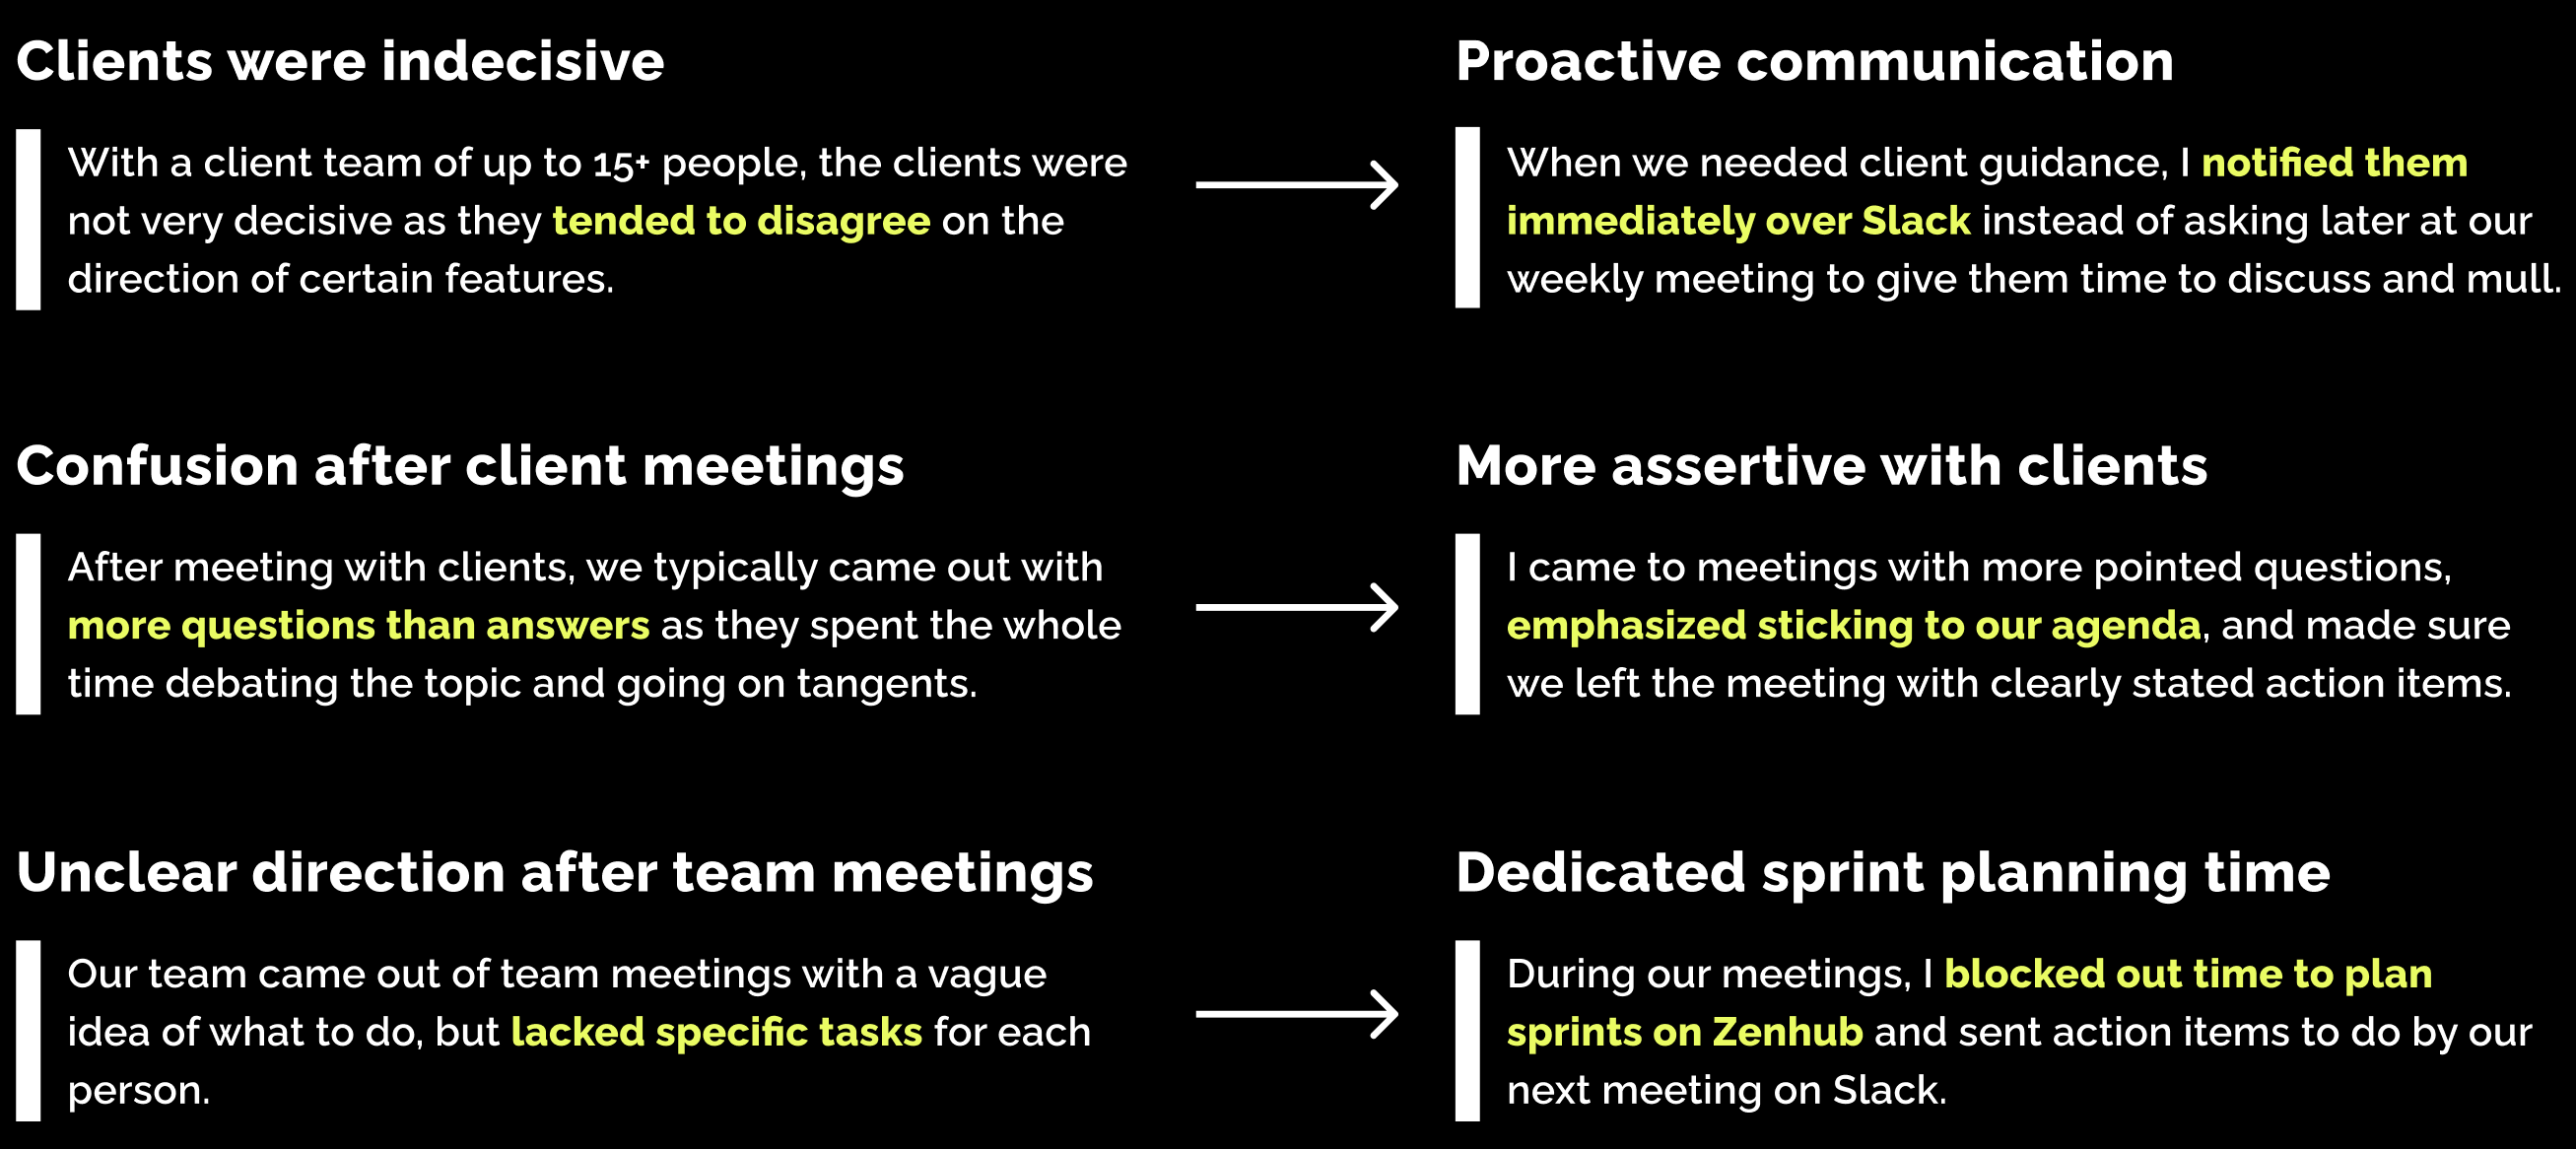 Clients were indecisive
With a client team of up to 15+ people, the clients were
not very decisive as they tended to disagree on the
direction of certain features.
Proactive communication
When we needed client guidance, I notified them
immediately over Slack instead of asking later at our
weekly meeting to give them time to discuss and mull.
Confusion after client meetings
After meeting with clients, we typically came out with
more questions than answers as they spent the whole
time debating the topic and going on tangents.
More assertive with clients
I came to meetings with more pointed questions,
emphasized sticking to our agenda, and made sure
we left the meeting with clearly stated action items.
Unclear direction after team meetings
Our team came out of team meetings with a vague
idea of what to do, but lacked specific tasks for each
person.
Dedicated sprint planning time
During our meetings, I blocked out time to plan
sprints on Zenhub and sent action items to do by our
next meeting on Slack.